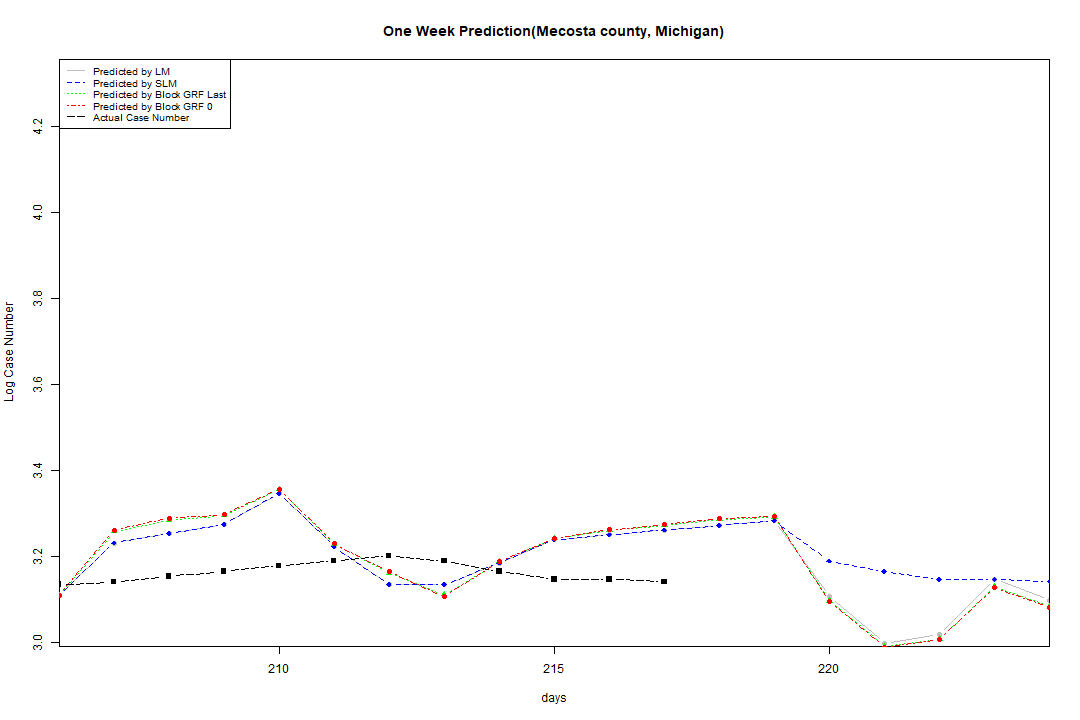 One Week Prediction(Mecosta county, Michigan)
Predicted by LM
Predicted by SLM
Predicted by Block GRF Last
Predicted by Block GRF 0
Actual Case Number
4.2
4.0
3.8
3.6
3.4
3.2
3.0
Log Case Number
210
215
220
days